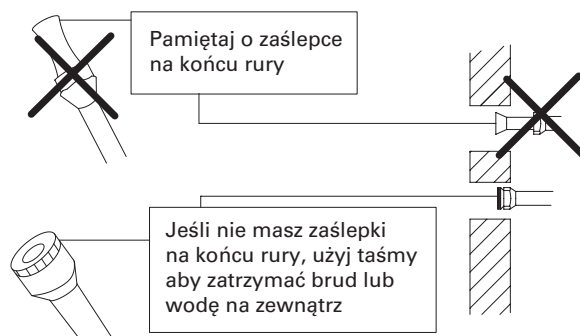 Pamiętaj o zaślepce
na końcu rury
Jeśli nie masz zaślepki
na końcu rury, użyj taśmy
aby zatrzymać brud lub
wodę na zewnątrz